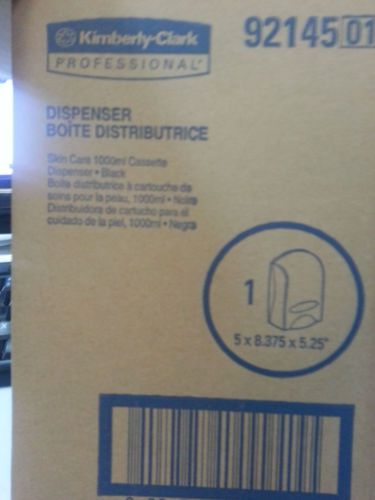 Kimberly-Clark
PROFESSIONAL*
92145 01
DISPENSER
BOÎTE DISTRIBUTRICE
Skin Care 1000ml Cassette
Dispenser • Black
Boîte distributrice à cartouche de
soins pour la peau, 1000ml • Noire
Distribuidora de cartucho para el
cuidado de la piel, 1000ml • Negra
1
5 x 8.375 x 5.25"